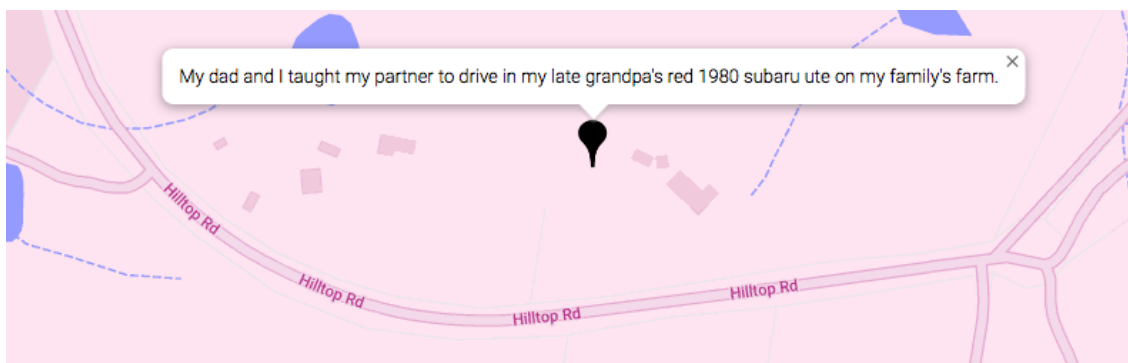 My dad and I taught my partner to drive in my late grandpa's red 1980 subaru ute on my family's farm.
×
Hilltop Rd
Hilltop Rd
Hilltop Rd
Hilltop Rd